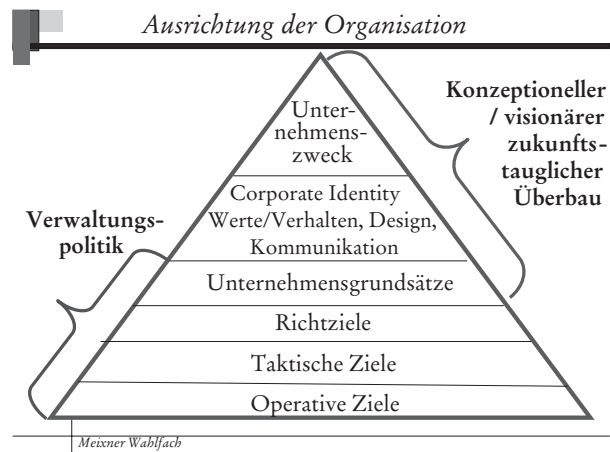 Ausrichtung der Organisation
Unter-
nehmens-
zweck
Konzeptioneller
/ visionärer
zukunfts-
tauglicher
Überbau
Corporate Identity
Werte/Verhalten, Design,
Kommunikation
Verwaltungs-
politik
Unternehmensgrundsätze
Richtziele
Taktische Ziele
Operative Ziele
Meixner Wahlfach